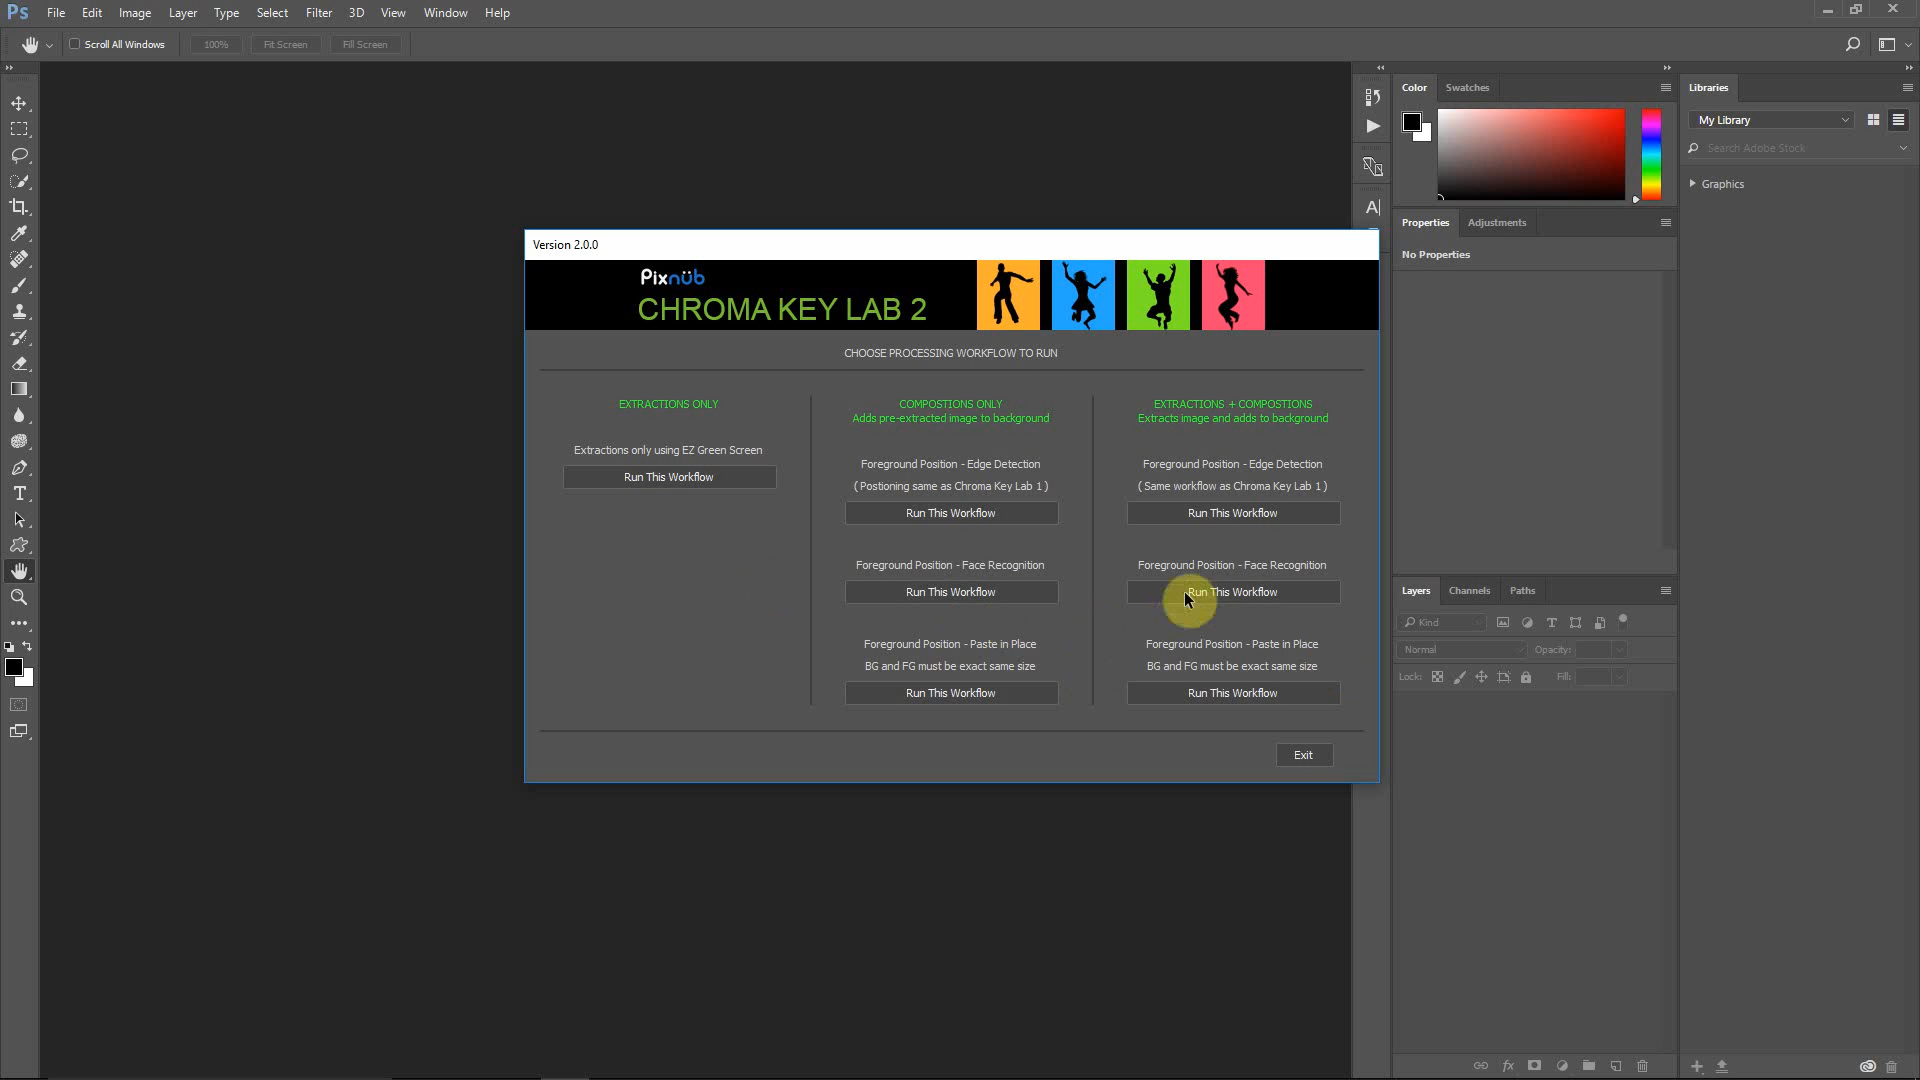 Ps File Edit Image Layer Type Select Filter 3D View Window Help
Scroll All Windows 100% Fit Screen Fill Screen
Color Swatches
Libraries
My Library
Search Adobe Stock
Graphics
Properties Adjustments
No Properties
Version 2.0.0
Pixnüb
CHROMA KEY LAB 2
CHOOSE PROCESSING WORKFLOW TO RUN
EXTRACTIONS ONLY
Extractions only using EZ Green Screen
Run This Workflow
COMPOSTIONS ONLY
Adds pre-extracted image to background
Foreground Position - Edge Detection
( Postioning same as Chroma Key Lab 1 )
Run This Workflow
Foreground Position - Face Recognition
Run This Workflow
Foreground Position - Paste in Place
BG and FG must be exact same size
Run This Workflow
EXTRACTIONS + COMPOSTIONS
Extracts image and adds to background
Foreground Position - Edge Detection
( Same workflow as Chroma Key Lab 1 )
Run This Workflow
Foreground Position - Face Recognition
Run This Workflow
Foreground Position - Paste in Place
BG and FG must be exact same size
Run This Workflow
Exit
Layers Channels Paths
Kind
Normal Opacity:
Lock: Fill:
fx